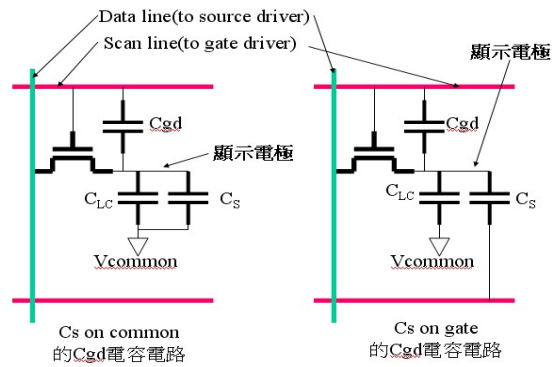 Data line(to source driver)
Scan line(to gate driver)
顯示電極
Cgd
顯示電極
CLC
CS
Vcommon
Cs on common
的Cgd電容電路
Cgd
CLC
CS
Vcommon
Cs on gate
的Cgd電容電路